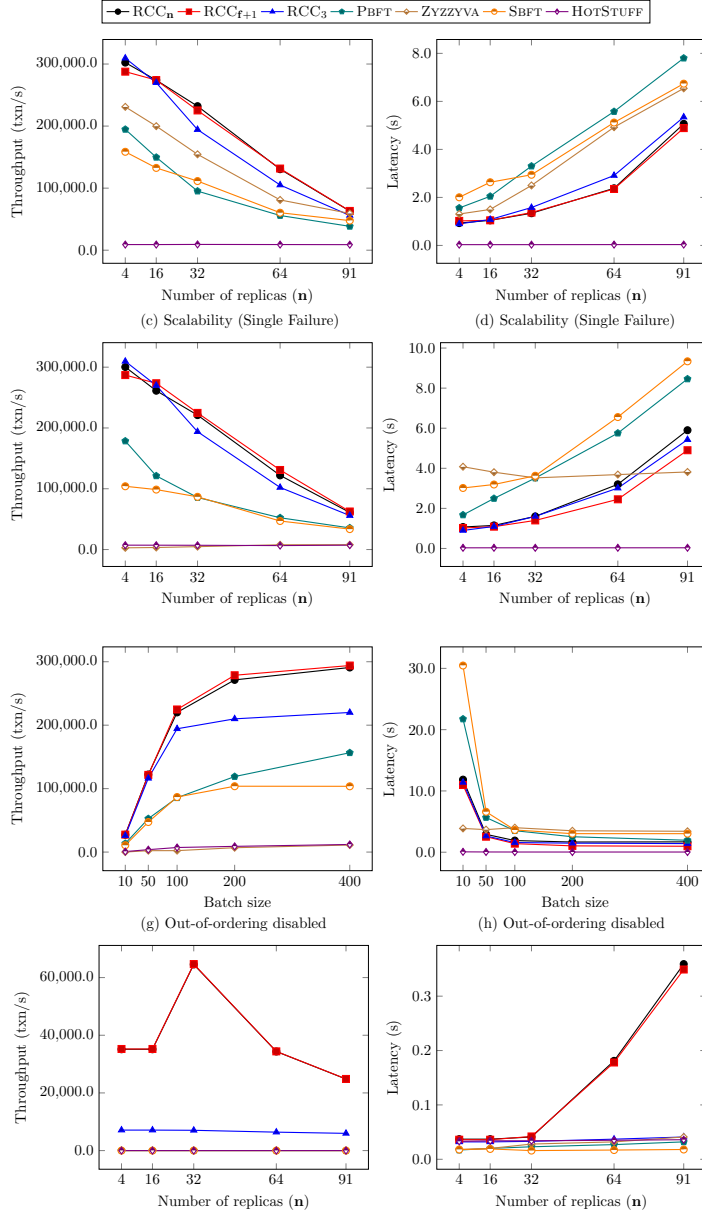 RCCn RCCf+1 RCC3 PBFT ZYZZYVA SBFT HOTSTUFF
300,000.0
200,000.0
100,000.0
0.0
Throughput (txn/s)
4 16 32 64 91
Number of replicas (n)
8.0
6.0
4.0
2.0
0.0
Latency (s)
4 16 32 64 91
Number of replicas (n)
(c) Scalability (Single Failure)
(d) Scalability (Single Failure)
300,000.0
200,000.0
100,000.0
0.0
Throughput (txn/s)
4 16 32 64 91
Number of replicas (n)
10.0
8.0
6.0
4.0
2.0
0.0
Latency (s)
4 16 32 64 91
Number of replicas (n)
300,000.0
200,000.0
100,000.0
0.0
Throughput (txn/s)
10 50 100 200 400
Batch size
30.0
20.0
10.0
0.0
Latency (s)
10 50 100 200 400
Batch size
(g) Out-of-ordering disabled
(h) Out-of-ordering disabled
60,000.0
40,000.0
20,000.0
0.0
Throughput (txn/s)
4 16 32 64 91
Number of replicas (n)
0.3
0.2
0.1
0.0
Latency (s)
4 16 32 64 91
Number of replicas (n)